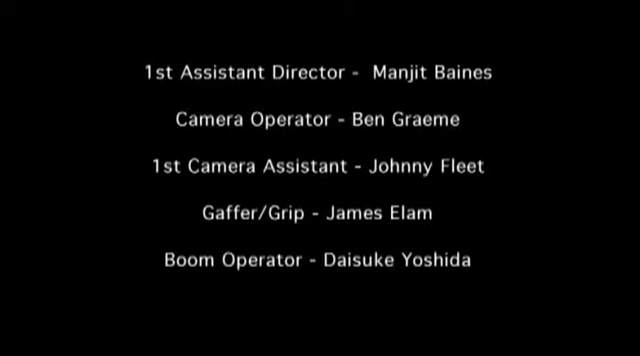 1st Assistant Director - Manjit Baines
Camera Operator - Ben Graeme
1st Camera Assistant - Johnny Fleet
Gaffer/Grip - James Elam
Boom Operator - Daisuke Yoshida